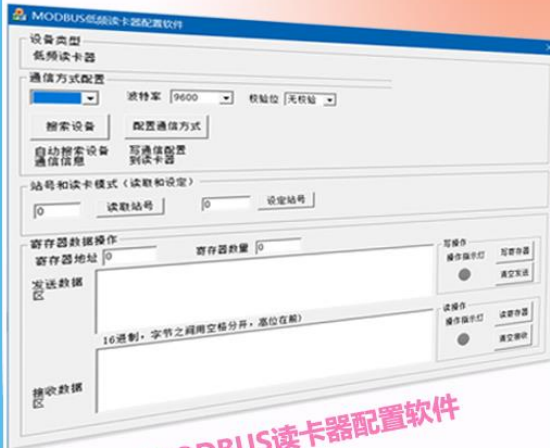 MODBUS低频读卡器配置软件
设备类型
低频读卡器
通信方式配置
波特率 9600 校验位 无校验
搜索设备 配置通信方式
自动搜索设备 写通信配置
通信信息 到读卡器
站号和读卡模式（读取和设定）
0 读取站号 0 设定站号
寄存器数据操作
寄存器地址 0 寄存器数量 0
写操作
操作指示灯 写寄存器
清空发送
发送数据
区
16进制，字节之间用空格分开，高位在前)
读操作
操作指示灯 读寄存器
清空接收
接收数据
区
MODBUS读卡器配置软件